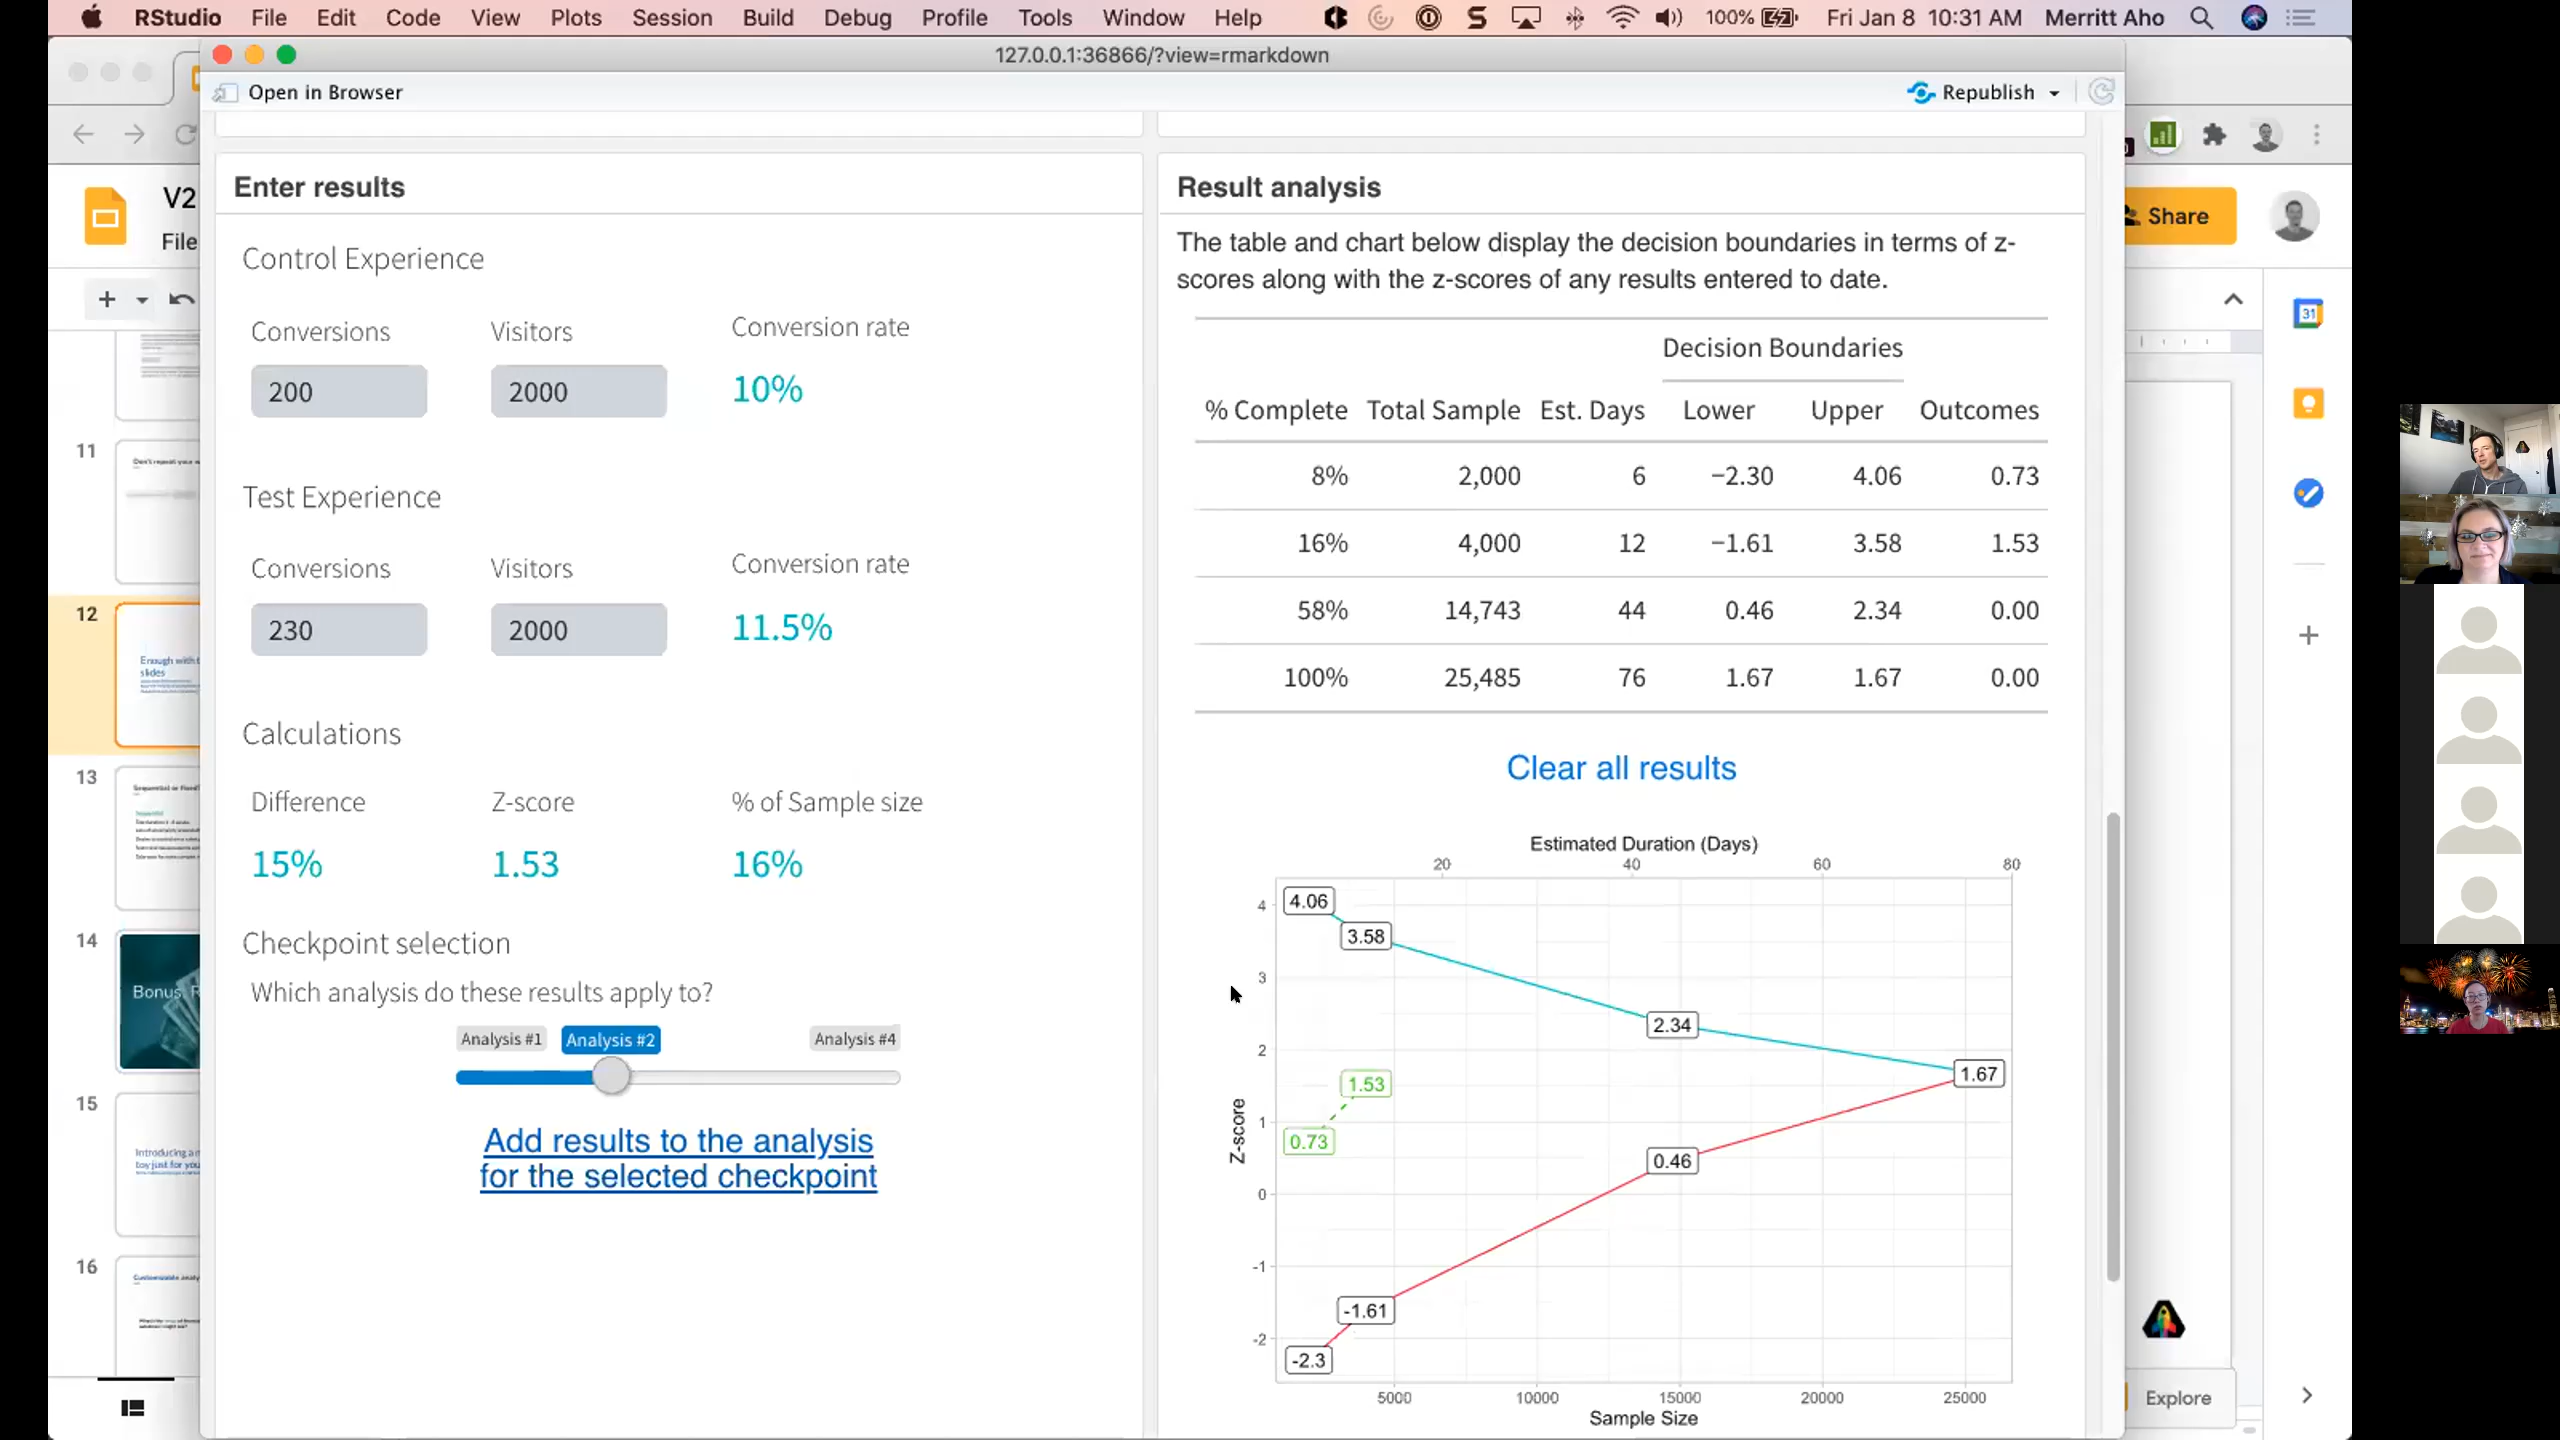 RStudio File Edit Code View Plots Session Build Debug Profile Tools Window Help 100% Fri Jan 8 10:31 AM Merritt Aho
127.0.0.1:36866/?view=rmarkdown
Open in Browser
Republish
V2
File
Share
31
Enter results
Control Experience
Conversions Visitors Conversion rate
200 2000 10%
Test Experience
Conversions Visitors Conversion rate
230 2000 11.5%
Calculations
Difference Z-score % of Sample size
15% 1.53 16%
Checkpoint selection
Which analysis do these results apply to?
Analysis #1 Analysis #2 Analysis #4
Add results to the analysis
for the selected checkpoint
Result analysis
The table and chart below display the decision boundaries in terms of z-
scores along with the z-scores of any results entered to date.
Decision Boundaries
% Complete Total Sample Est. Days Lower Upper Outcomes
8% 2,000 6 −2.30 4.06 0.73
16% 4,000 12 −1.61 3.58 1.53
58% 14,743 44 0.46 2.34 0.00
100% 25,485 76 1.67 1.67 0.00
Clear all results
Estimated Duration (Days)
20 40 60 80
4
3
2
1
0
-1
-2
Z-score
4.06
3.58
2.34
1.67
1.53
0.73
0.46
-1.61
-2.3
5000 10000 15000 20000 25000
Sample Size
11
12
Enough with t
slides
13
14
Bonus: R
15
Introducing a n
toy just for you
16
Explore